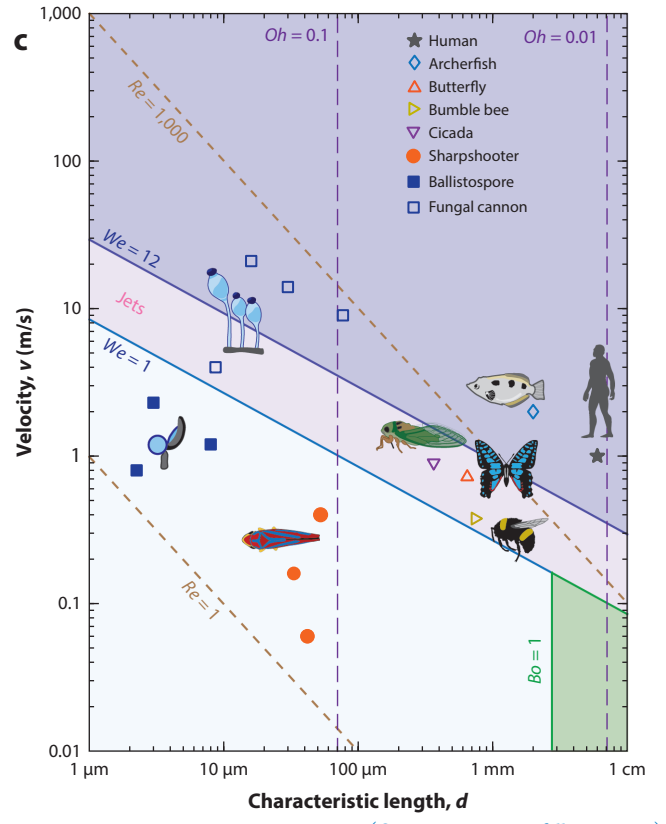 c
1,000
100
10
1
0.1
0.01
Velocity, v (m/s)
Oh = 0.1
Oh = 0.01
Re = 1,000
We = 12
Jets
We = 1
Re = 1
Bo = 1
Human
Archerfish
Butterfly
Bumble bee
Cicada
Sharpshooter
Ballistospore
Fungal cannon
1 µm
10 µm
100 µm
1 mm
1 cm
Characteristic length, d